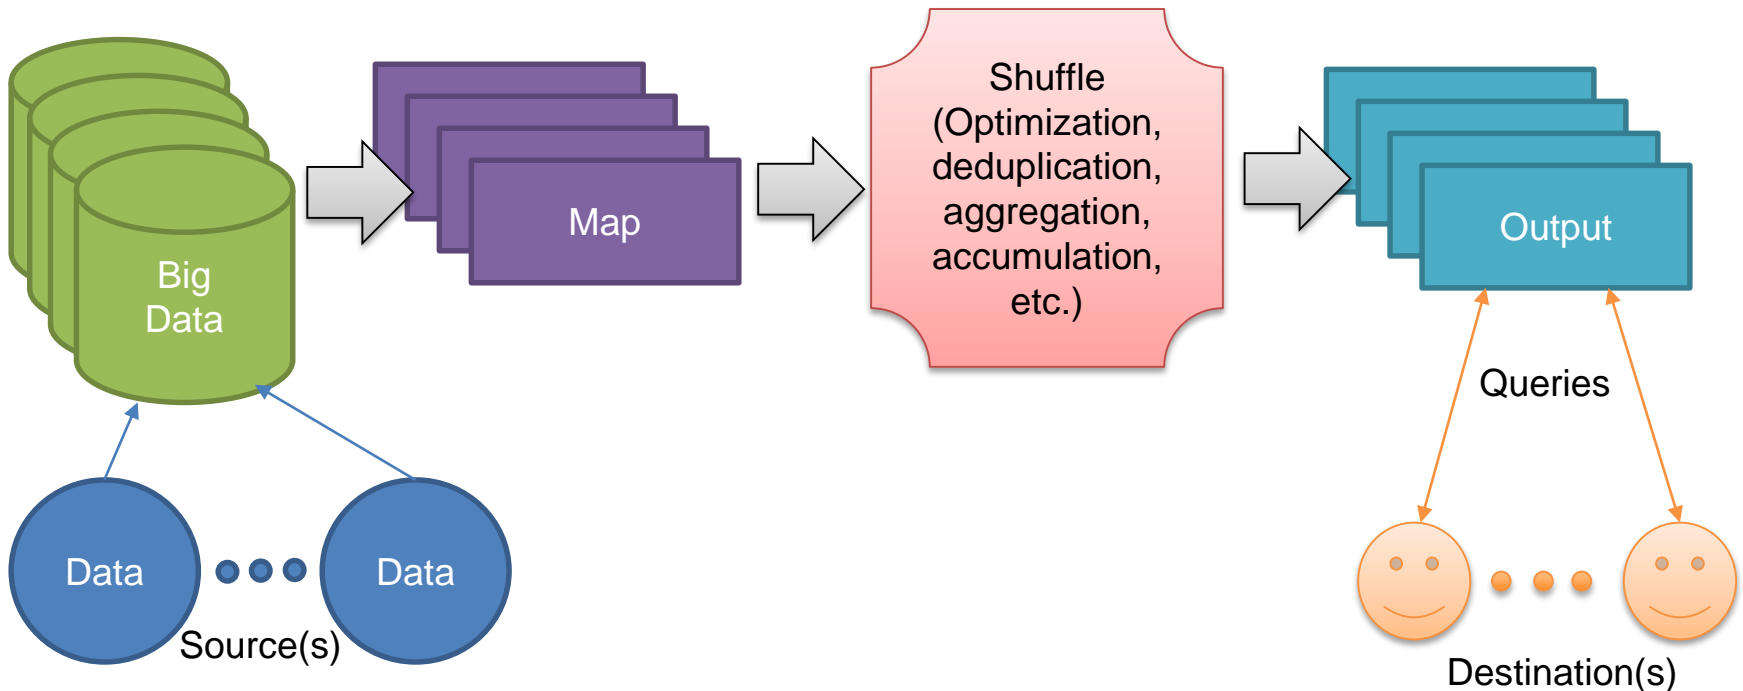 Big
Data
Map
Shuffle
(Optimization,
deduplication,
aggregation,
accumulation,
etc.)
Output
Queries
Data
Data
Source(s)
Destination(s)